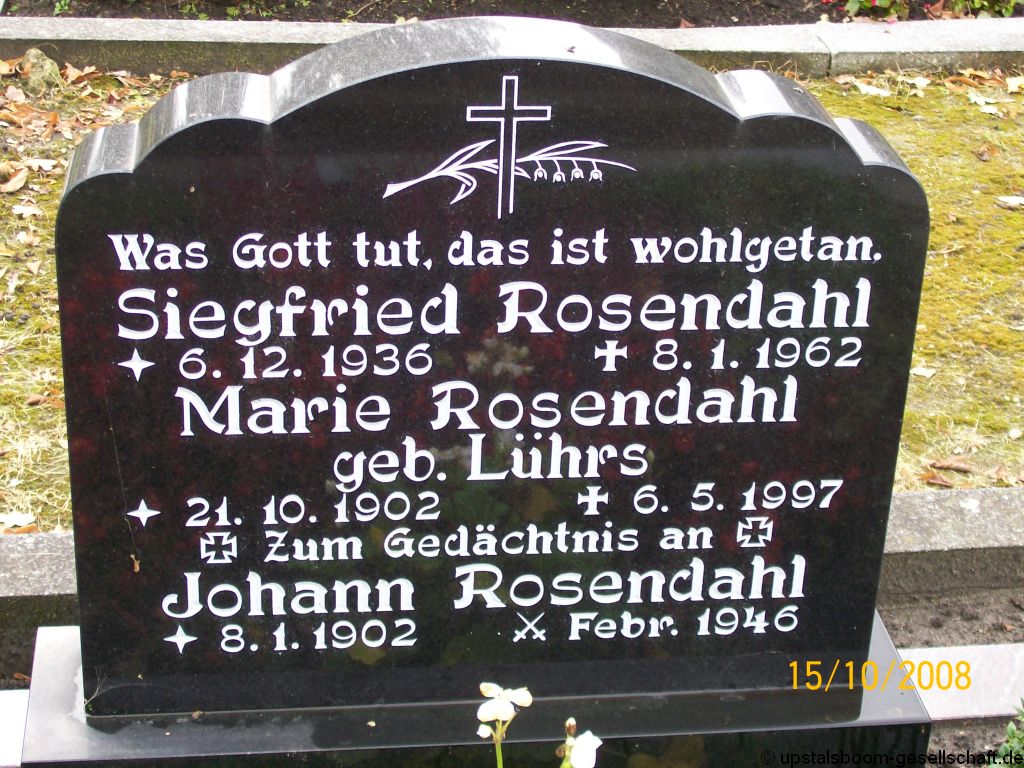 Was Gott tut, das ist wohlgetan.
Siegfried Rosendahl
✦ 6. 12. 1936 ✝ 8. 1. 1962
Marie Rosendahl
geb. Lührs
✦ 21. 10. 1902 ✝ 6. 5. 1997
✠ Zum Gedächtnis an ✠
Johann Rosendahl
✦ 8. 1. 1902 ⚔ Febr. 1946
15/10/2008
© upstalsboom-gesellschaft.de